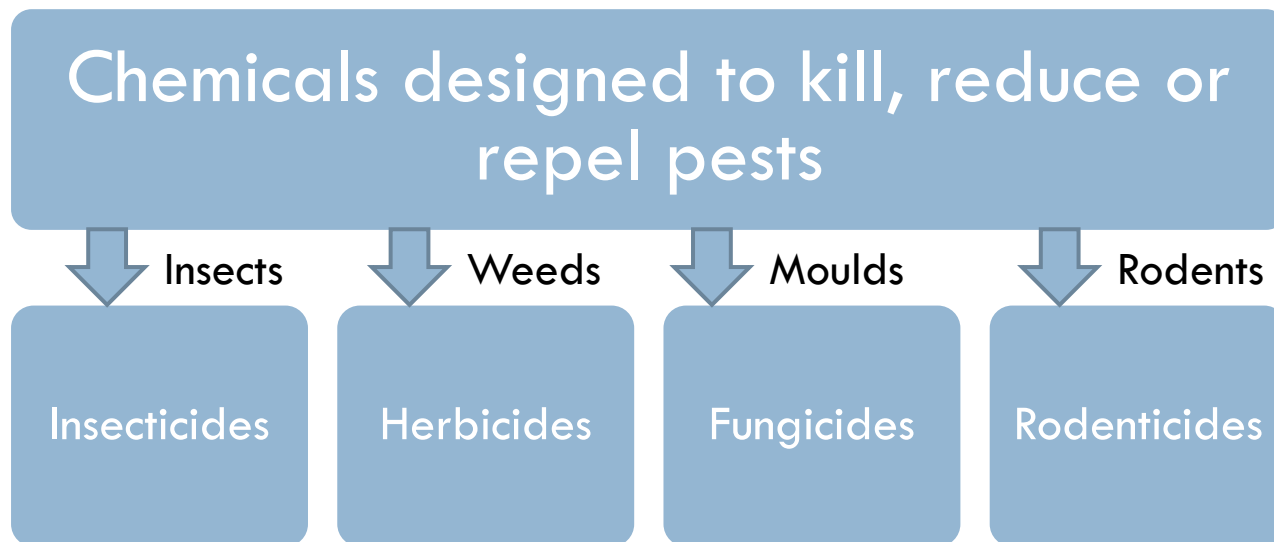 Chemicals designed to kill, reduce or
repel pests
Insects
Weeds
Moulds
Rodents
Insecticides
Herbicides
Fungicides
Rodenticides